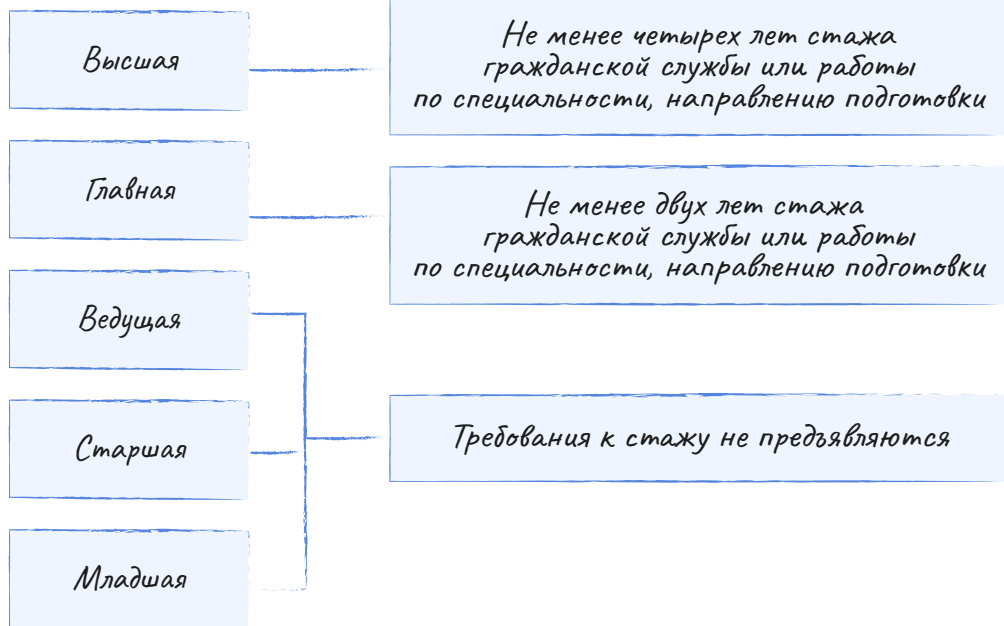 Высшая
Не менее четырех лет стажа
гражданской службы или работы
по специальности, направлению подготовки
Главная
Не менее двух лет стажа
гражданской службы или работы
по специальности, направлению подготовки
Ведущая
Старшая
Младшая
Требования к стажу не предъявляются